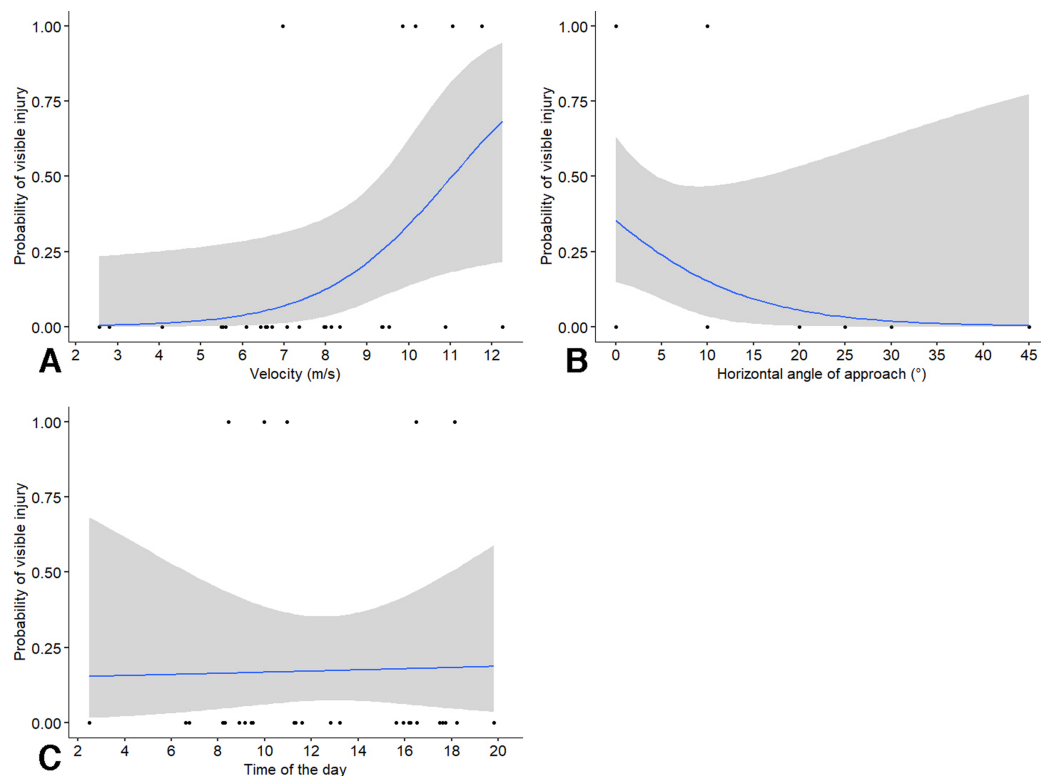 1.00
0.75
0.50
0.25
0.00
Probability of visible injury
2 3 4 5 6 7 8 9 10 11 12
Velocity (m/s)
A
1.00
0.75
0.50
0.25
0.00
Probability of visible injury
0 5 10 15 20 25 30 35 40 45
Horizontal angle of approach (°)
B
1.00
0.75
0.50
0.25
0.00
Probability of visible injury
2 4 6 8 10 12 14 16 18 20
Time of the day
C